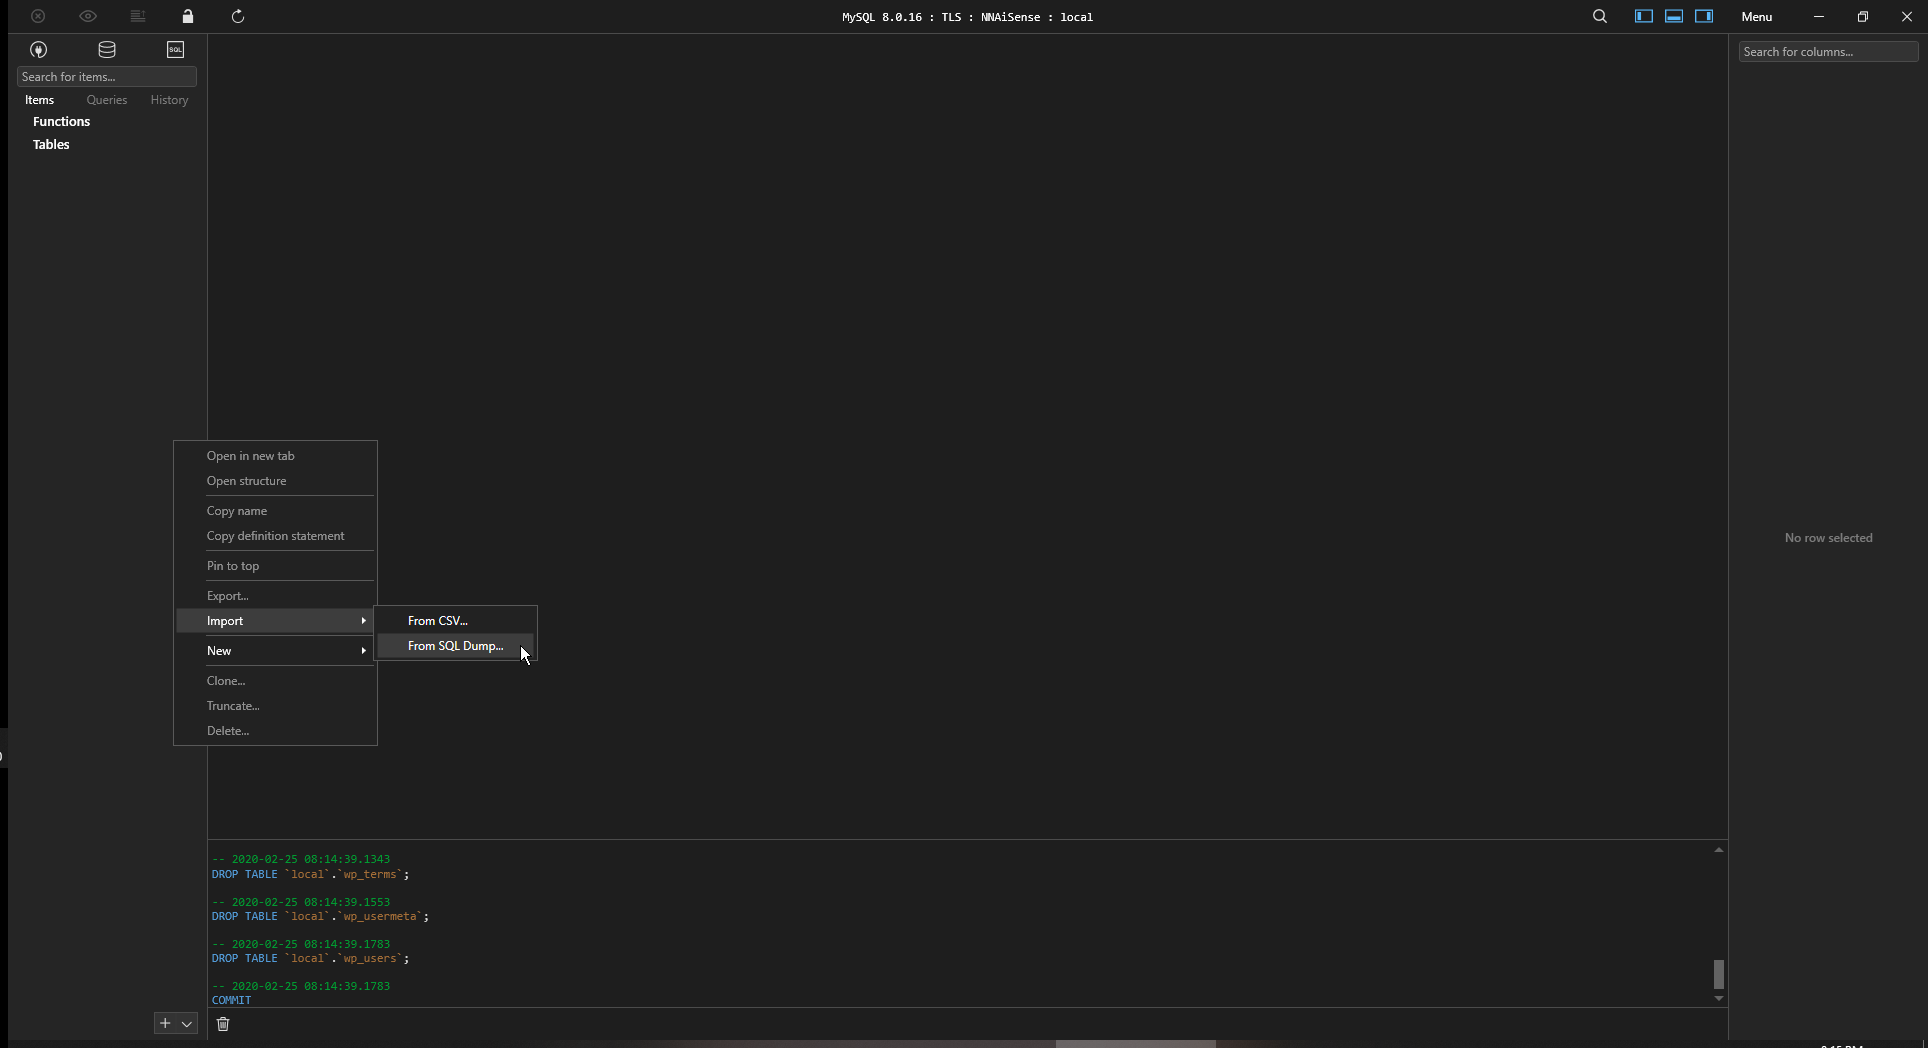 MySQL 8.0.16 : TLS : NNAiSense : local
Menu
SQL
Search for items...
Search for columns...
Items Queries History
Functions
Tables
Open in new tab
Open structure
Copy name
Copy definition statement
Pin to top
Export...
Import
New
Clone...
Truncate...
Delete...
From CSV...
From SQL Dump...
No row selected
-- 2020-02-25 08:14:39.1343
DROP TABLE `local`.`wp_terms`;
-- 2020-02-25 08:14:39.1553
DROP TABLE `local`.`wp_usermeta`;
-- 2020-02-25 08:14:39.1783
DROP TABLE `local`.`wp_users`;
-- 2020-02-25 08:14:39.1783
COMMIT